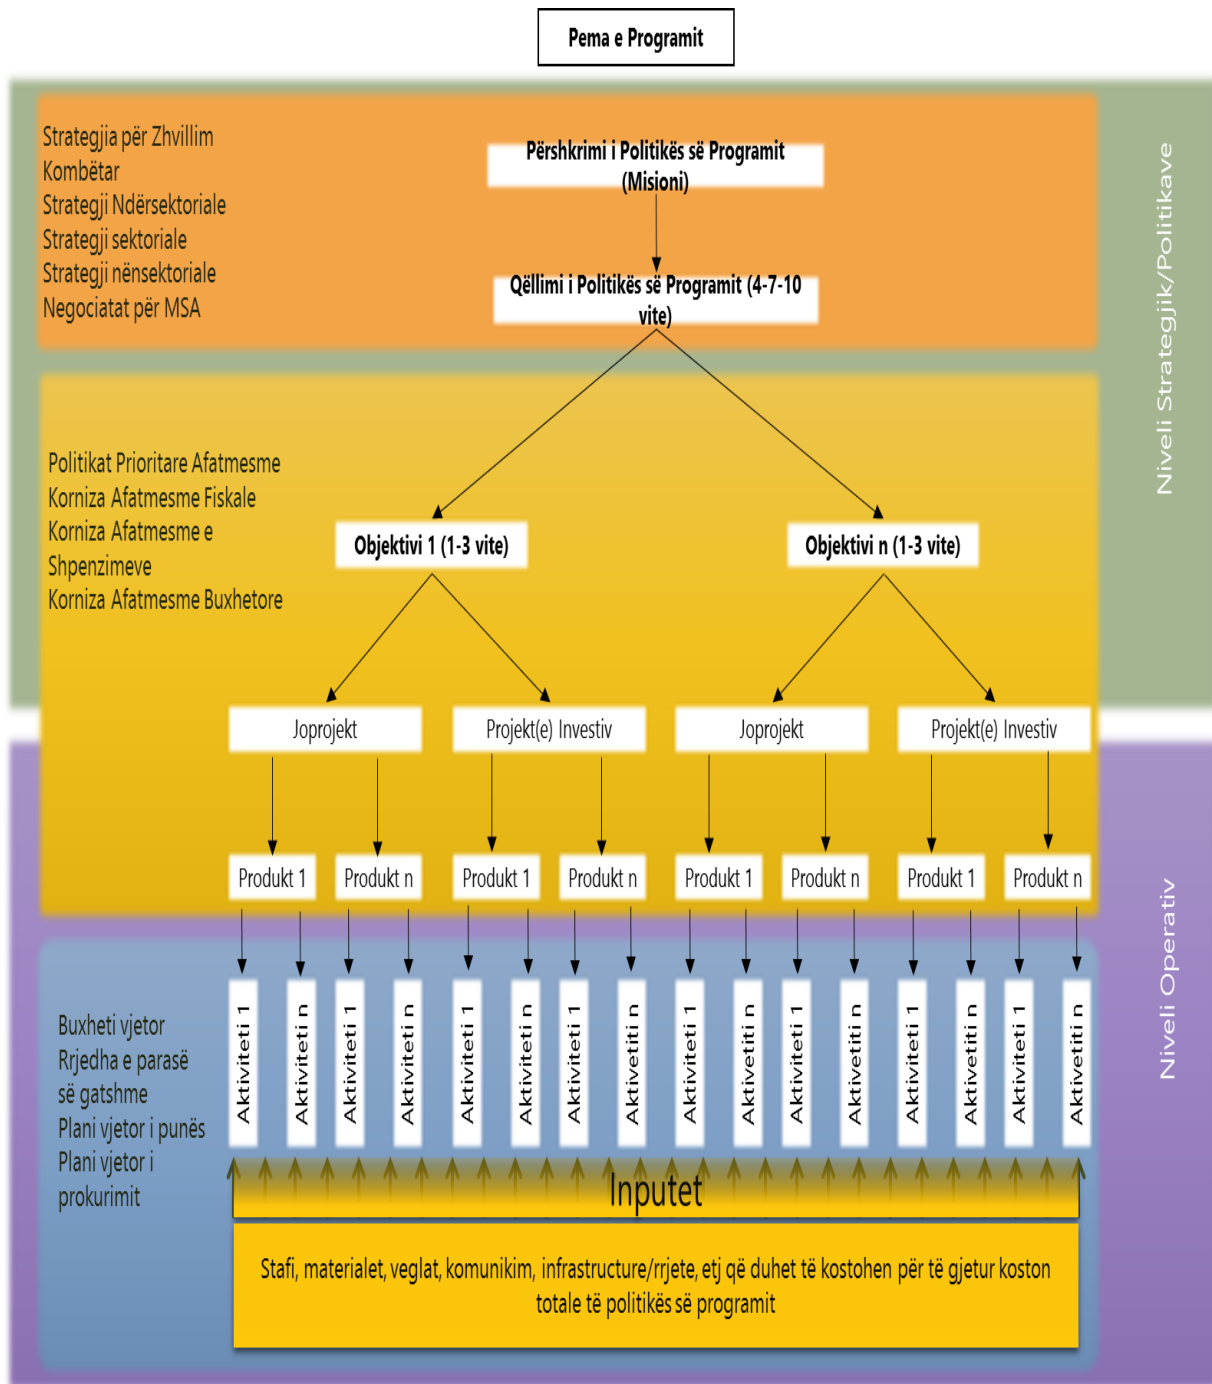 Pema e Programit
Strategjia për Zhvillim
Kombëtar
Strategji Ndërsektoriale
Strategji sektoriale
Strategji nënsektoriale
Negociatat për MSA
Përshkrimi i Politikës së Programit
(Misioni)
Qëllimi i Politikës së Programit (4-7-10
vite)
Niveli Strategjik/Politikave
Politikat Prioritare Afatmesme
Korniza Afatmesme Fiskale
Korniza Afatmesme e
Shpenzimeve
Korniza Afatmesme Buxhetore
Objektivi 1 (1-3 vite)
Objektivi n (1-3 vite)
Joprojekt
Projekt(e) Investiv
Joprojekt
Projekt(e) Investiv
Produkt 1
Produkt n
Produkt 1
Produkt n
Produkt 1
Produkt n
Produkt 1
Produkt n
Niveli Operativ
Buxheti vjetor
Rrjedha e parasë
së gatshme
Plani vjetor i punës
Plani vjetor i
prokurimit
Aktiviteti 1
Aktiviteti n
Aktiviteti 1
Aktivetiti n
Aktiviteti 1
Aktivetiti n
Aktiviteti 1
Aktivetiti n
Aktiviteti 1
Aktivetiti n
Aktiviteti 1
Aktivetiti n
Aktiviteti 1
Aktivetiti n
Aktiviteti 1
Aktivetiti n
Inputet
Stafi, materialet, veglat, komunikim, infrastructure/rrjete, etj që duhet të kostohen për të gjetur koston
totale të politikës së programit